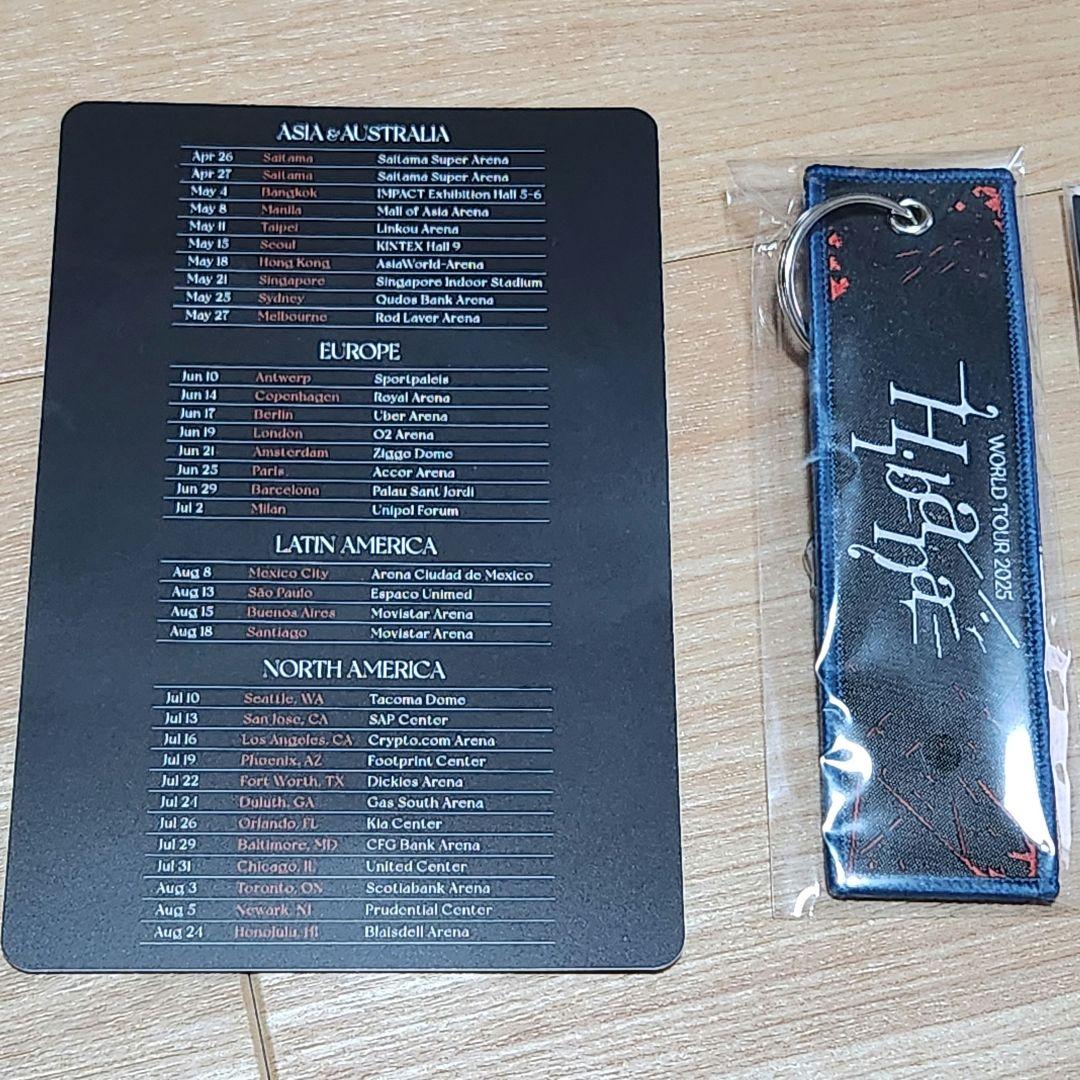 ASIA & AUSTRALIA
Apr 26 Saitama Saitama Super Arena
Apr 27 Saitama Saitama Super Arena
May 4 Bangkok IMPACT Exhibition Hall 5-6
May 8 Manila Mall of Asia Arena
May 11 Taipei Linkou Arena
May 15 Seoul KINTEX Hall 9
May 18 Hong Kong AsiaWorld-Arena
May 21 Singapore Singapore Indoor Stadium
May 25 Sydney Qudos Bank Arena
May 27 Melbourne Rod Laver Arena
EUROPE
Jun 10 Antwerp Sportpaleis
Jun 14 Copenhagen Royal Arena
Jun 17 Berlin Uber Arena
Jun 19 London O2 Arena
Jun 21 Amsterdam Ziggo Dome
Jun 25 Paris Accor Arena
Jun 29 Barcelona Palau Sant Jordi
Jul 2 Milan Unipol Forum
LATIN AMERICA
Aug 8 Mexico City Arena Ciudad de Mexico
Aug 13 São Paulo Espaco Unimed
Aug 15 Buenos Aires Movistar Arena
Aug 18 Santiago Movistar Arena
NORTH AMERICA
Jul 10 Seattle, WA Tacoma Dome
Jul 13 San Jose, CA SAP Center
Jul 16 Los Angeles, CA Crypto.com Arena
Jul 19 Phoenix, AZ Footprint Center
Jul 22 Fort Worth, TX Dickies Arena
Jul 24 Duluth, GA Gas South Arena
Jul 26 Orlando, FL Kia Center
Jul 29 Baltimore, MD CFG Bank Arena
Jul 31 Chicago, IL United Center
Aug 3 Toronto, ON Scotiabank Arena
Aug 5 Newark, NJ Prudential Center
Aug 24 Honolulu, HI Blaisdell Arena
WORLD TOUR 2025
Hibana